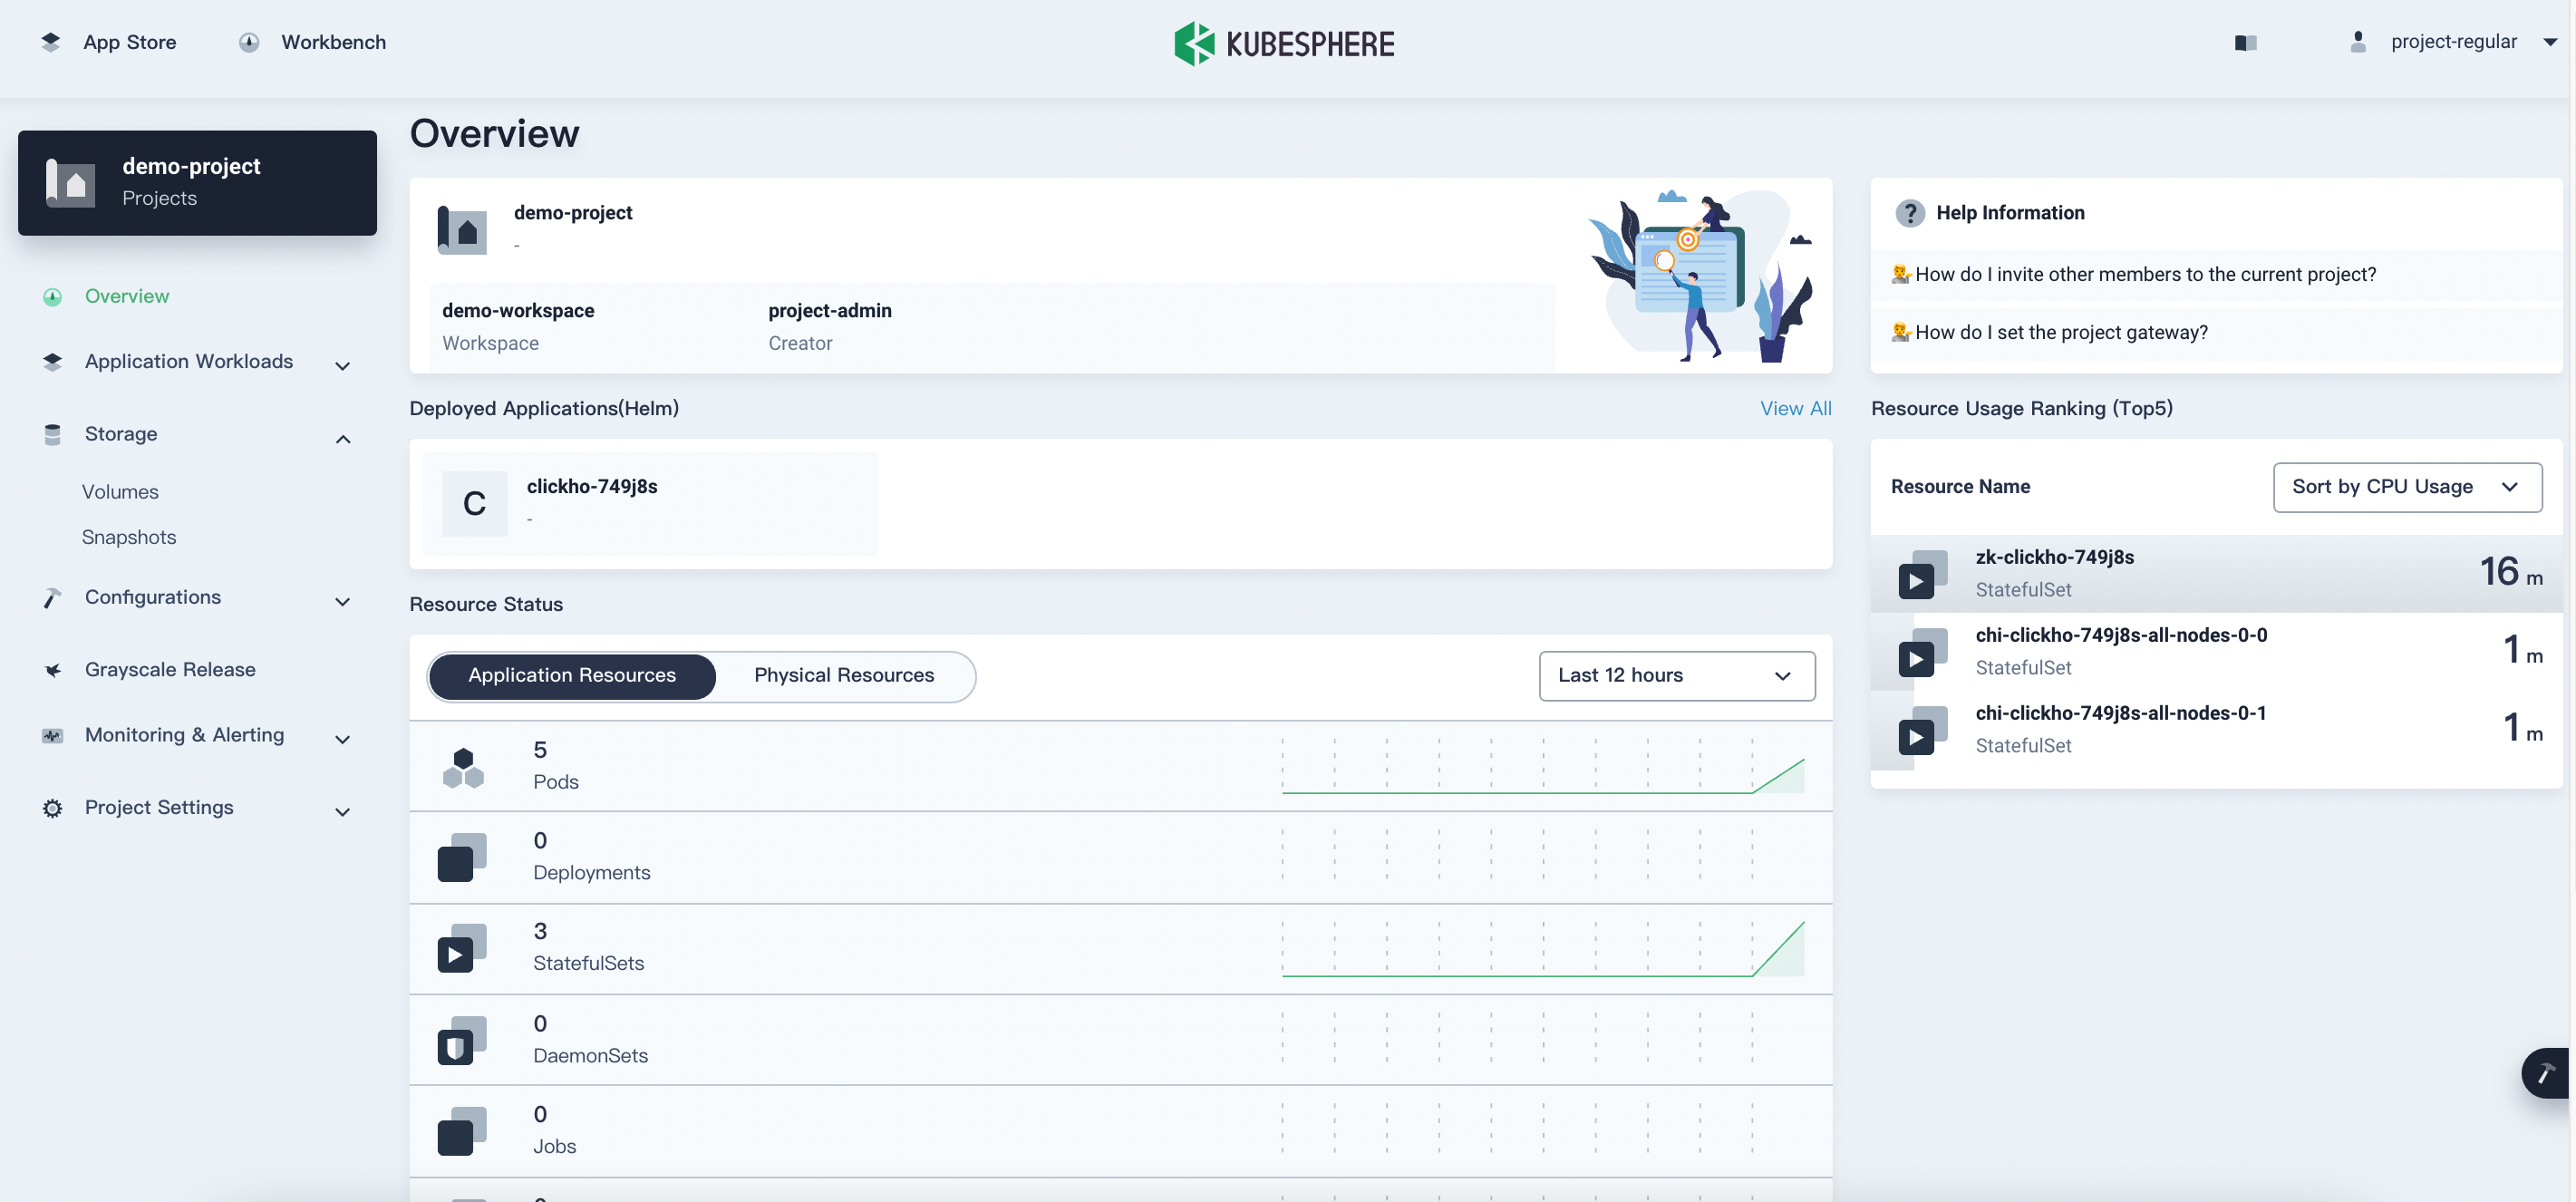 App Store
Workbench
KUBESPHERE
project-regular
demo-project
Projects
Overview
Application Workloads
Storage
Volumes
Snapshots
Configurations
Grayscale Release
Monitoring & Alerting
Project Settings
Overview
demo-project
-
demo-workspace
Workspace
project-admin
Creator
Help Information
How do I invite other members to the current project?
How do I set the project gateway?
Deployed Applications(Helm)
View All
C
clickho-749j8s
-
Resource Usage Ranking (Top5)
Resource Name
Sort by CPU Usage
zk-clickho-749j8s
StatefulSet
16 m
chi-clickho-749j8s-all-nodes-0-0
StatefulSet
1 m
chi-clickho-749j8s-all-nodes-0-1
StatefulSet
1 m
Resource Status
Application Resources
Physical Resources
Last 12 hours
5
Pods
0
Deployments
3
StatefulSets
0
DaemonSets
0
Jobs